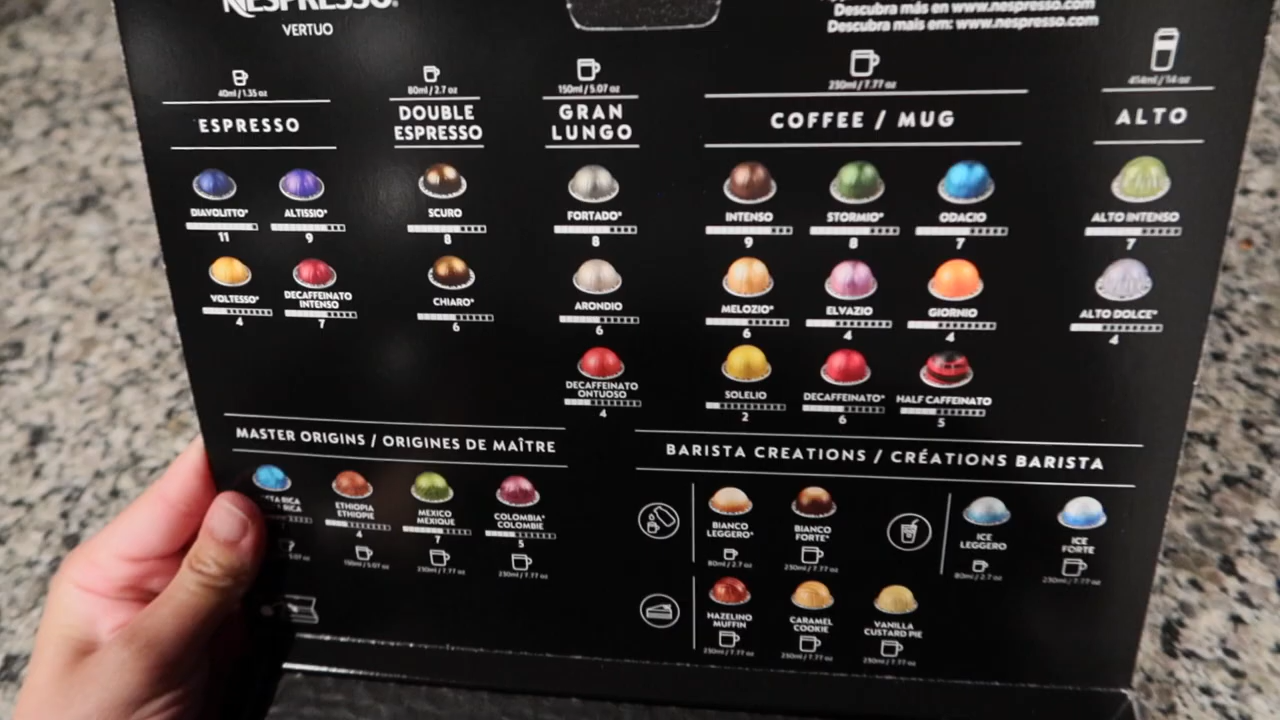 NESPRESSO.
VERTUO
Descubra más en www.nespresso.com
Descubra mais em: www.nespresso.com
40ml / 1.35 oz
ESPRESSO
80ml / 2.7 oz
DOUBLE
ESPRESSO
150ml / 5.07 oz
GRAN
LUNGO
230ml / 7.77 oz
COFFEE / MUG
414ml / 14 oz
ALTO
DIAVOLITTO*
11
ALTISSIO*
9
SCURO
8
FORTADO*
8
INTENSO
9
STORMIO*
8
ODACIO
7
ALTO INTENSO
7
VOLTESSO*
4
DECAFFEINATO
INTENSO
7
CHIARO*
6
ARONDIO
6
MELOZIO*
6
ELVAZIO
4
GIORNIO
4
ALTO DOLCE*
4
DECAFFEINATO
ONTUOSO
4
SOLELIO
2
DECAFFEINATO*
6
HALF CAFFEINATO
5
MASTER ORIGINS / ORIGINES DE MAÎTRE
RICA
RICA
5.07 oz
ETHIOPIA
ETHIOPIE
4
150ml / 5.07 oz
MEXICO
MEXIQUE
7
230ml / 7.77 oz
COLOMBIA*
COLOMBIE
5
230ml / 7.77 oz
BARISTA CREATIONS / CRÉATIONS BARISTA
BIANCO
LEGGERO*
80ml / 2.7 oz
BIANCO
FORTE*
230ml / 7.77 oz
ICE
LEGGERO
80ml / 2.7 oz
ICE
FORTE
230ml / 7.77 oz
HAZELINO
MUFFIN
230ml / 7.77 oz
CARAMEL
COOKIE
230ml / 7.77 oz
VANILLA
CUSTARD PIE
230ml / 7.77 oz